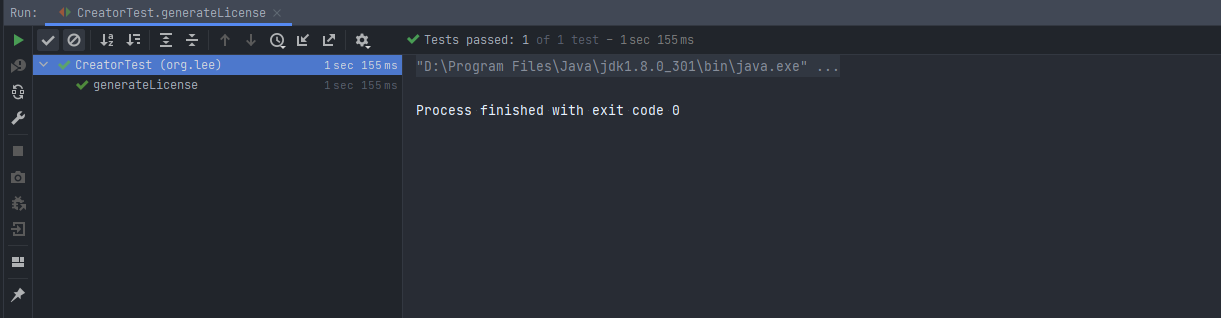 Run: CreatorTest.generateLicense
Tests passed: 1 of 1 test – 1 sec 155 ms
CreatorTest (org.lee) 1 sec 155 ms
generateLicense 1 sec 155 ms
"D:\Program Files\Java\jdk1.8.0_301\bin\java.exe" ...
Process finished with exit code 0